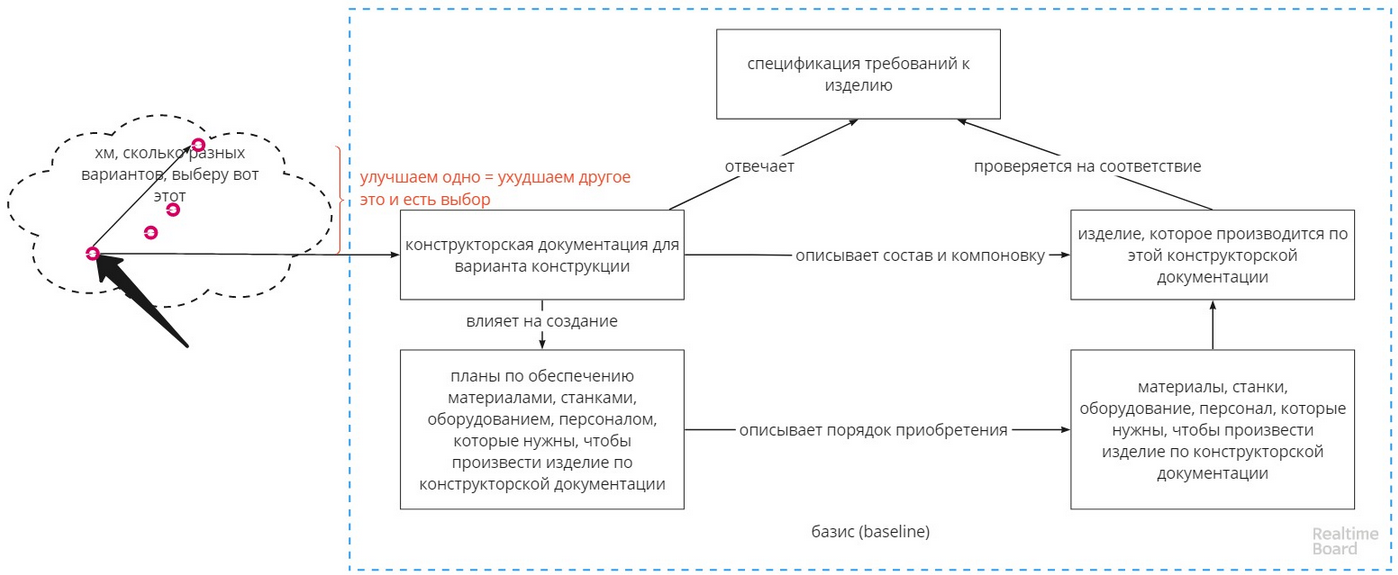 спецификация требований к
изделию
хм, сколько разных
вариантов, выберу вот
этот
улучшаем одно = ухудшаем другое
это и есть выбор
отвечает
проверяется на соответствие
конструкторская документация для
варианта конструкции
описывает состав и компоновку
изделие, которое производится по
этой конструкторской
документации
влияет на создание
планы по обеспечению
материалами, станками,
оборудованием, персоналом,
которые нужны, чтобы
произвести изделие по
конструкторской документации
описывает порядок приобретения
материалы, станки,
оборудование, персонал, которые
нужны, чтобы произвести
изделие по конструкторской
документации
базис (baseline)
Realtime
Board